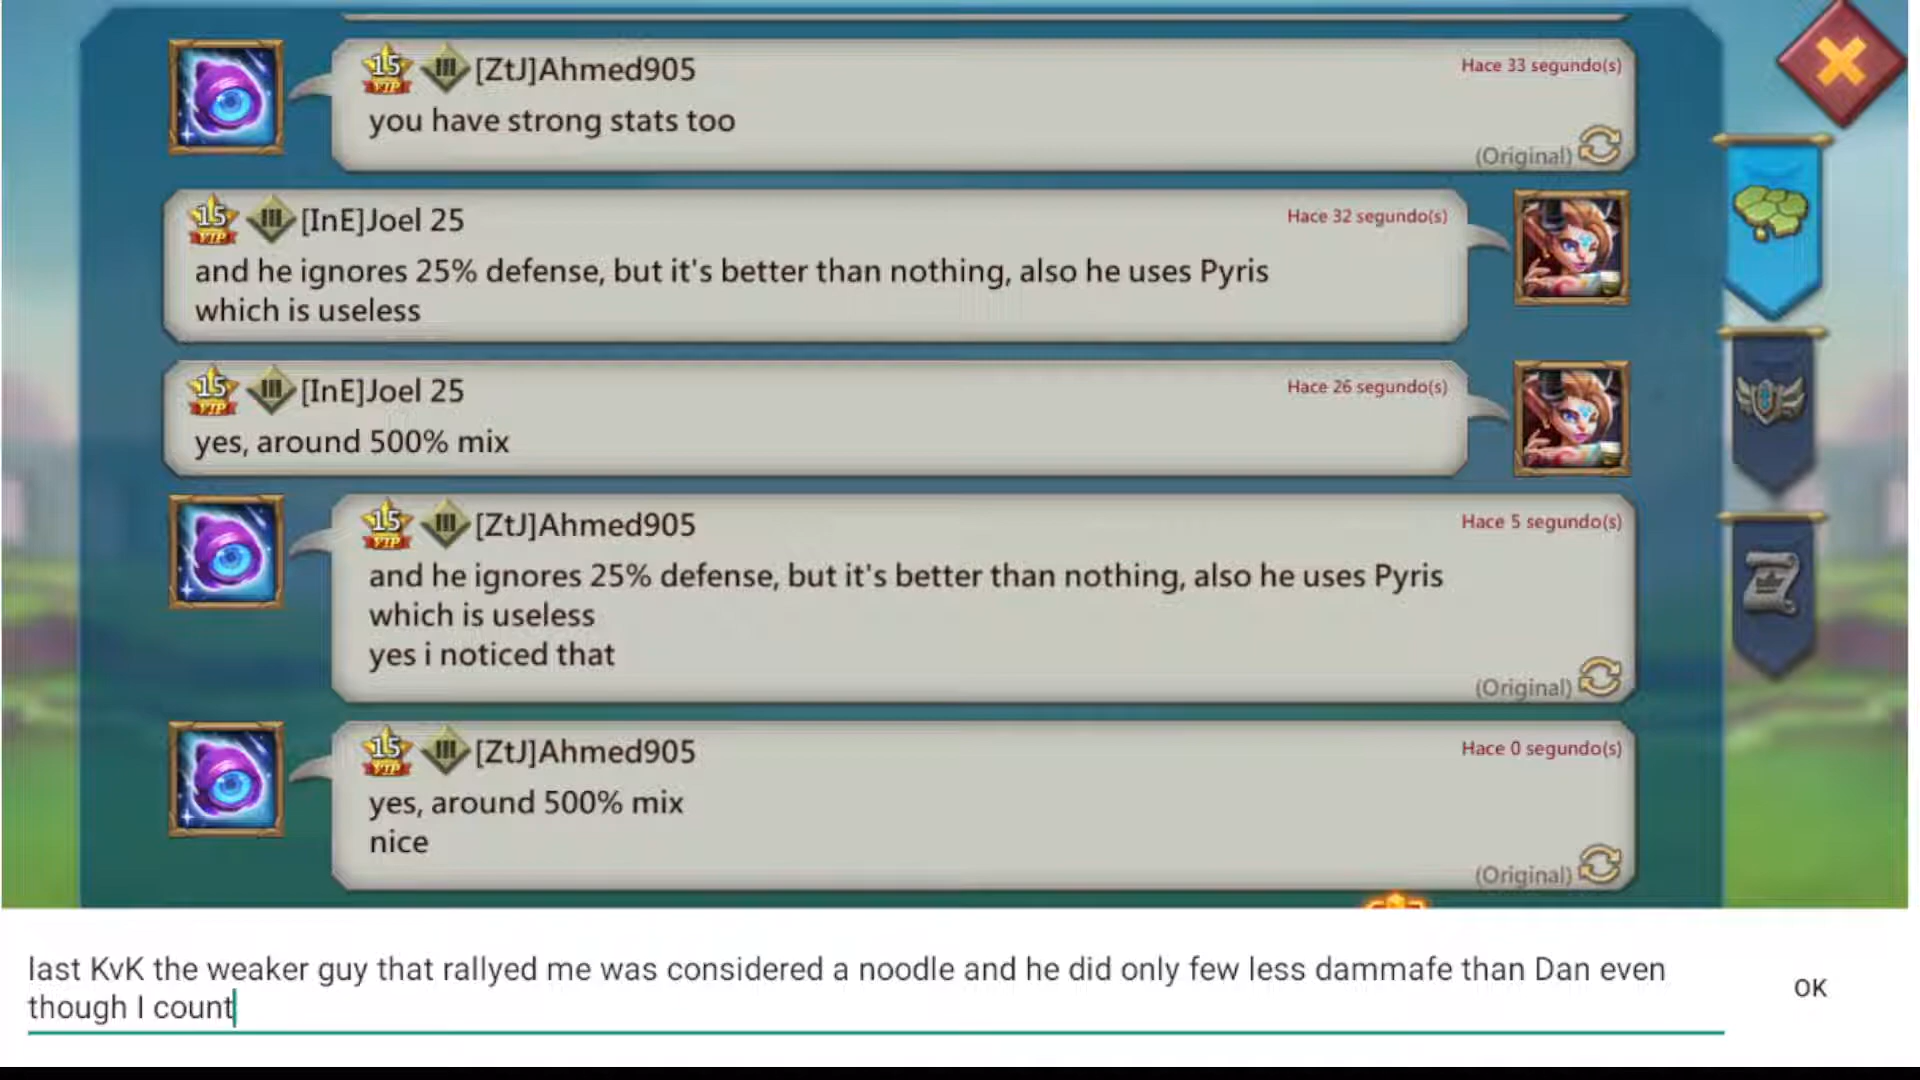 15 VIP III [ZtJ]Ahmed905 Hace 33 segundo(s)
you have strong stats too
(Original)
15 VIP III [InE]Joel 25 Hace 32 segundo(s)
and he ignores 25% defense, but it's better than nothing, also he uses Pyris
which is useless
15 VIP III [InE]Joel 25 Hace 26 segundo(s)
yes, around 500% mix
15 VIP III [ZtJ]Ahmed905 Hace 5 segundo(s)
and he ignores 25% defense, but it's better than nothing, also he uses Pyris
which is useless
yes i noticed that
(Original)
15 VIP III [ZtJ]Ahmed905 Hace 0 segundo(s)
yes, around 500% mix
nice
(Original)
last KvK the weaker guy that rallyed me was considered a noodle and he did only few less dammafe than Dan even
though I count
OK